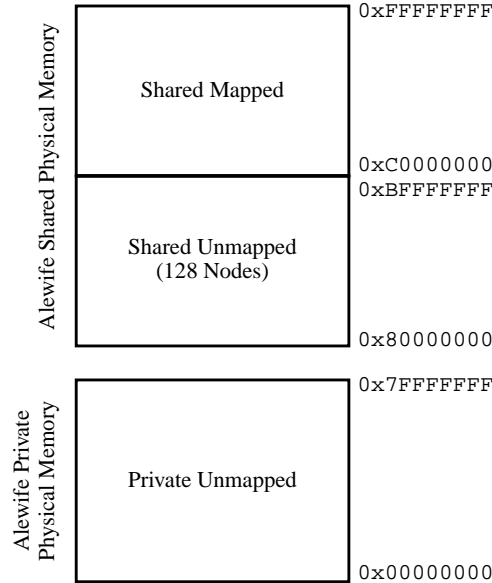 Alewife Shared Physical Memory
0xFFFFFFFF
Shared Mapped
0xC0000000
0xBFFFFFFF
Shared Unmapped
(128 Nodes)
0x80000000
Alewife Private
Physical Memory
0x7FFFFFFF
Private Unmapped
0x00000000